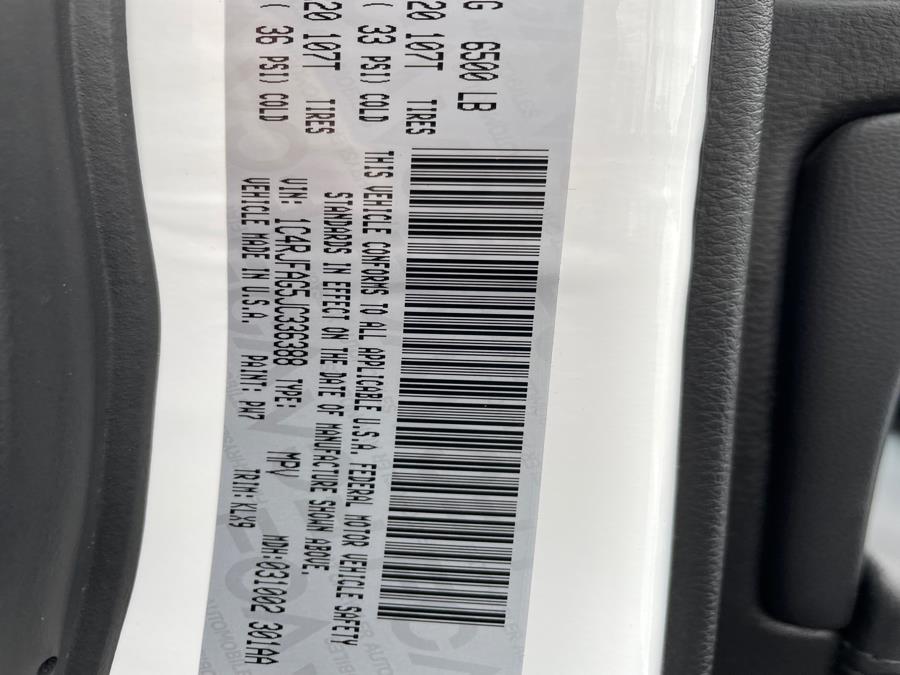 G 6500 LB
20 107T TIRES
( 33 PSI) COLD
20 107T TIRES
( 36 PSI) COLD
THIS VEHICLE CONFORMS TO ALL APPLICABLE U.S.A. FEDERAL MOTOR VEHICLE SAFETY
STANDARDS IN EFFECT ON THE DATE OF MANUFACTURE SHOWN ABOVE.
VIN: 1C4RJFAG5JC336388 TYPE: MPV MDH:031002 301AA
VEHICLE MADE IN U.S.A. PAINT: PW7 TRIM:KLX9